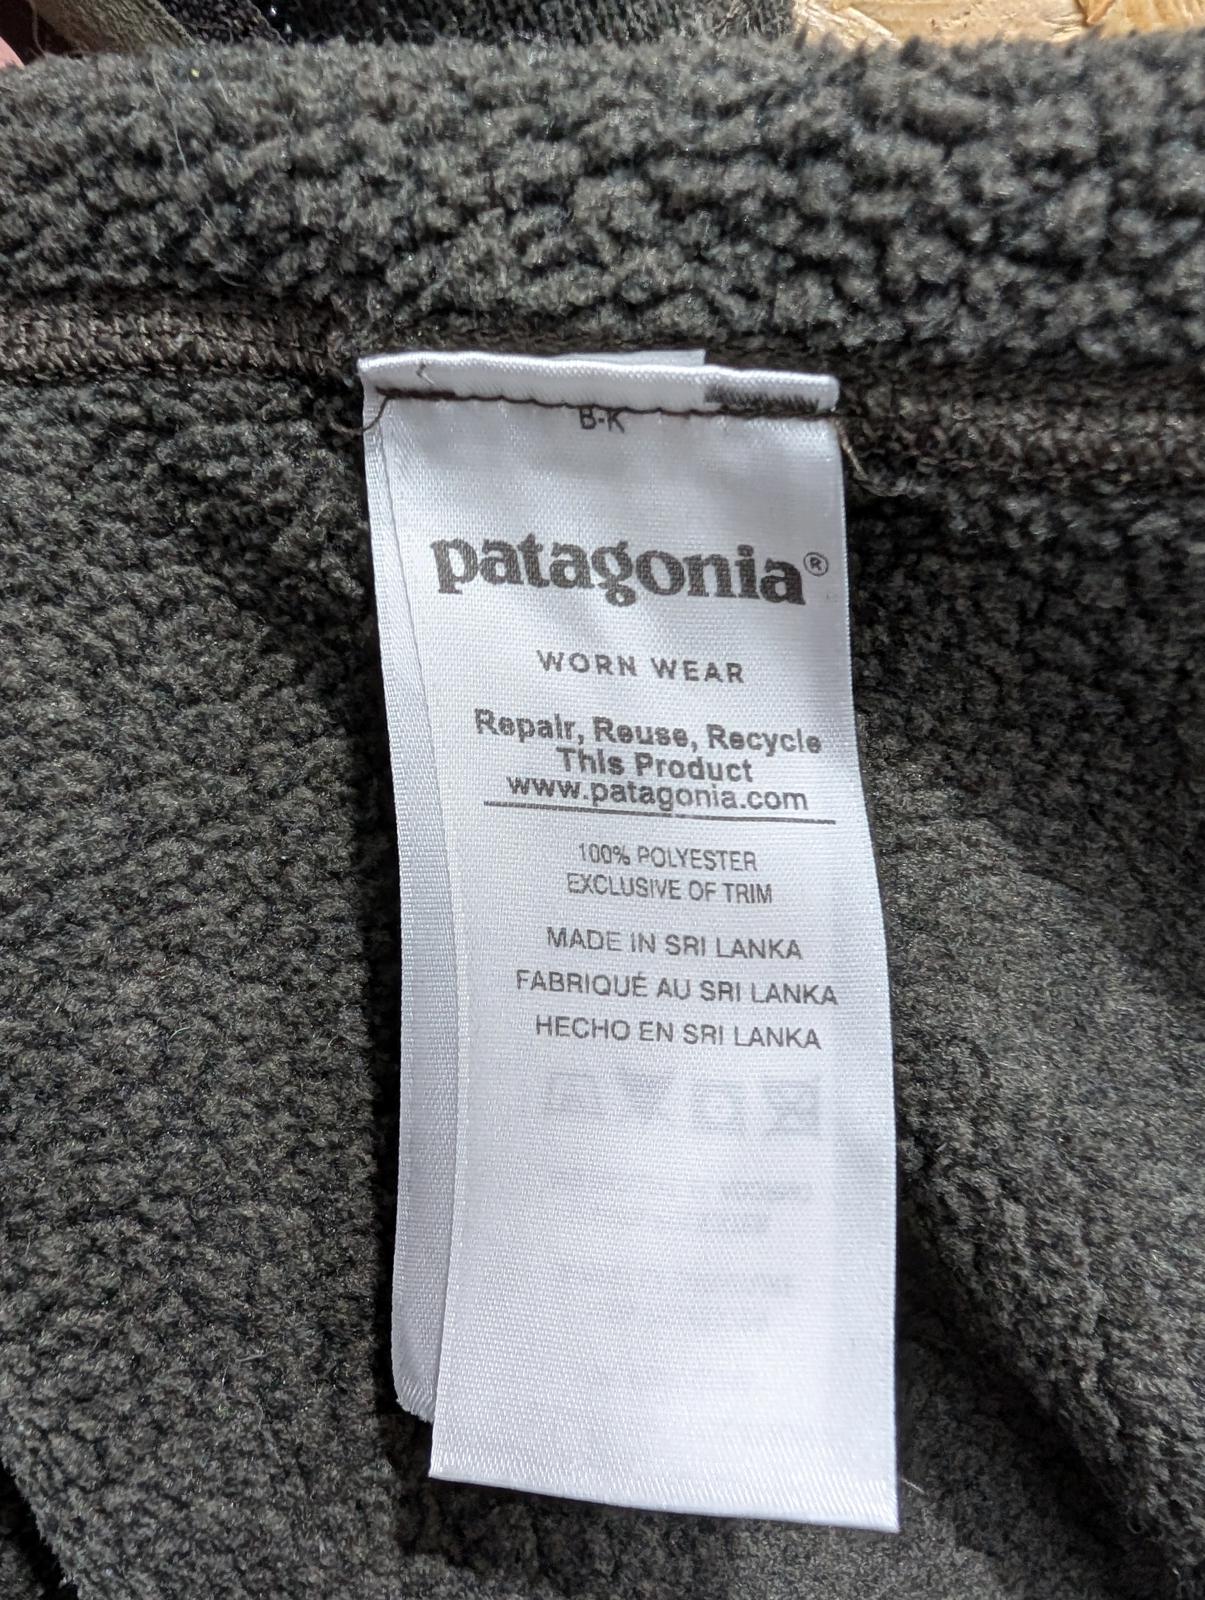 B-K
patagonia®
WORN WEAR
Repair, Reuse, Recycle
This Product
www.patagonia.com
100% POLYESTER
EXCLUSIVE OF TRIM
MADE IN SRI LANKA
FABRIQUÉ AU SRI LANKA
HECHO EN SRI LANKA